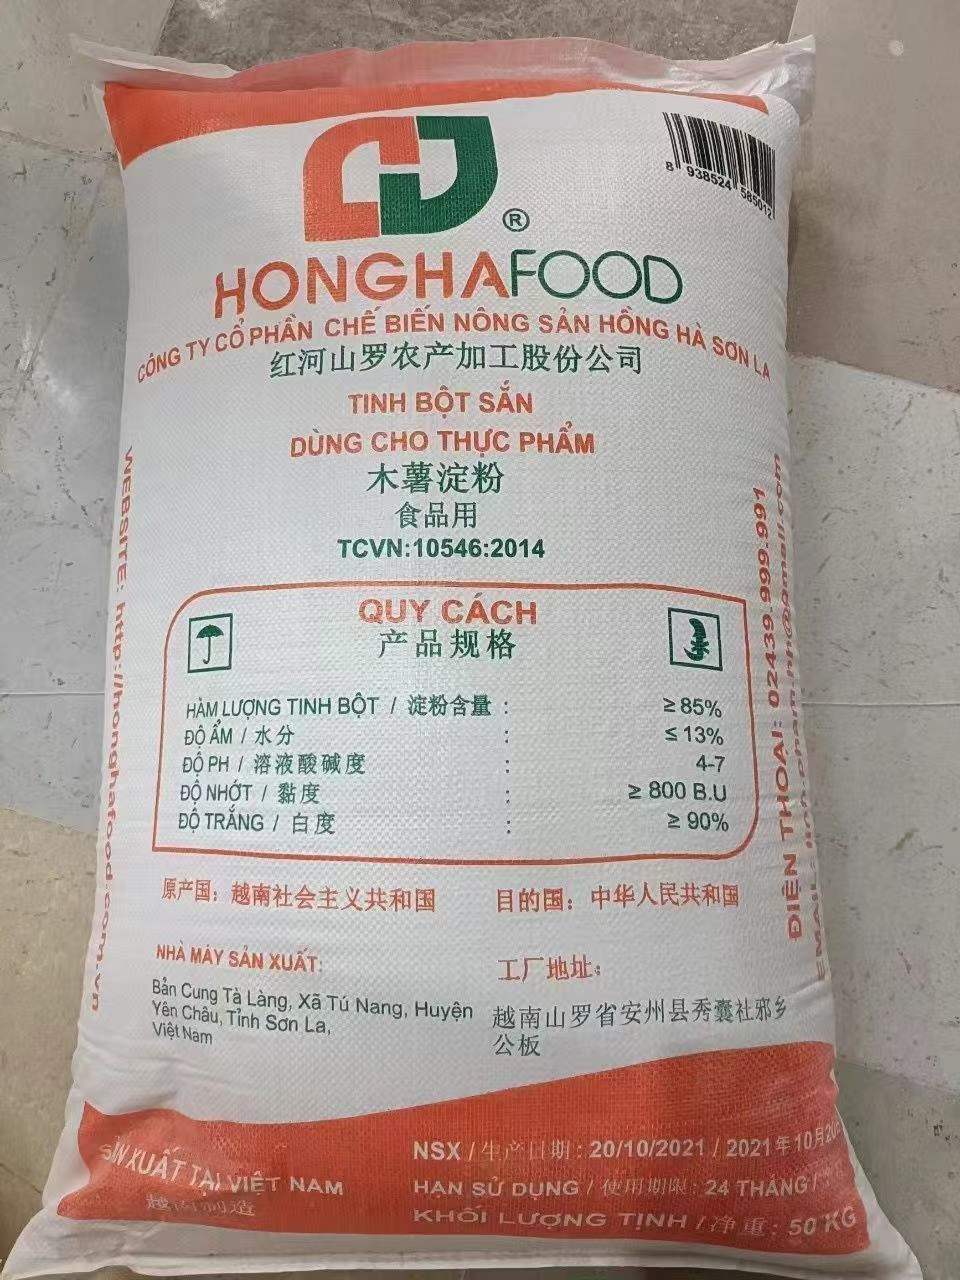 8 938524 585012
®
HONGHAFOOD
CÔNG TY CỔ PHẦN CHẾ BIẾN NÔNG SẢN HỒNG HÀ SƠN LA
红河山罗农产加工股份公司
TINH BỘT SẮN
DÙNG CHO THỰC PHẨM
木薯淀粉
食品用
TCVN:10546:2014
QUY CÁCH
产品规格
HÀM LƯỢNG TINH BỘT / 淀粉含量 : ≥ 85%
ĐỘ ẨM / 水分 : ≤ 13%
ĐỘ PH / 溶液酸碱度 : 4-7
ĐỘ NHỚT / 黏度 : ≥ 800 B.U
ĐỘ TRẮNG / 白度 : ≥ 90%
原产国：越南社会主义共和国
目的国：中华人民共和国
NHÀ MÁY SẢN XUẤT:
Bản Cung Tà Làng, Xã Tú Nang, Huyện
Yên Châu, Tỉnh Sơn La,
Việt Nam
工厂地址：
越南山罗省安州县秀囊社邪乡
公板
SẢN XUẤT TẠI VIỆT NAM
越南制造
NSX / 生产日期 : 20/10/2021 / 2021年10月
HẠN SỬ DỤNG / 使用期限 : 24 THÁNG /
KHỐI LƯỢNG TỊNH / 净重 : 50 KG
WEBSITE: http://honghafood.com.vn
ĐIỆN THOẠI: 02439.999.991
EMAIL: